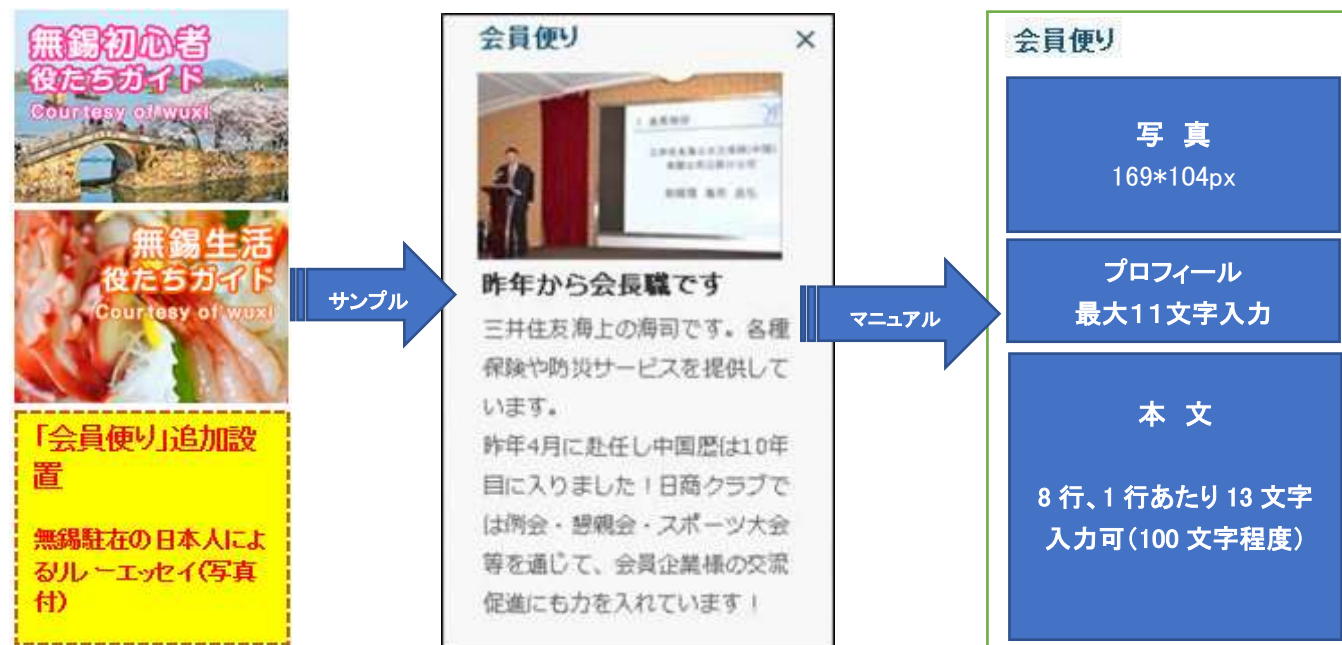 無錫初心者
役たちガイド
Courtesy of wuxi
無錫生活
役たちガイド
Courtesy of wuxi
「会員便り」追加設
置
無錫駐在の日本人によ
るリレーエッセイ(写真
付)
サンプル
会員便り ×
昨年から会長職です
三井住友海上の海司です。各種
保険や防災サービスを提供して
います。
昨年4月に赴任し中国歴は10年
目に入りました！日商クラブで
は例会・懇親会・スポーツ大会
等を通じて、会員企業様の交流
促進にも力を入れています！
マニュアル
会員便り
写 真
169*104px
プロフィール
最大11文字入力
本 文
8 行、1 行あたり 13 文字
入力可（100 文字程度）